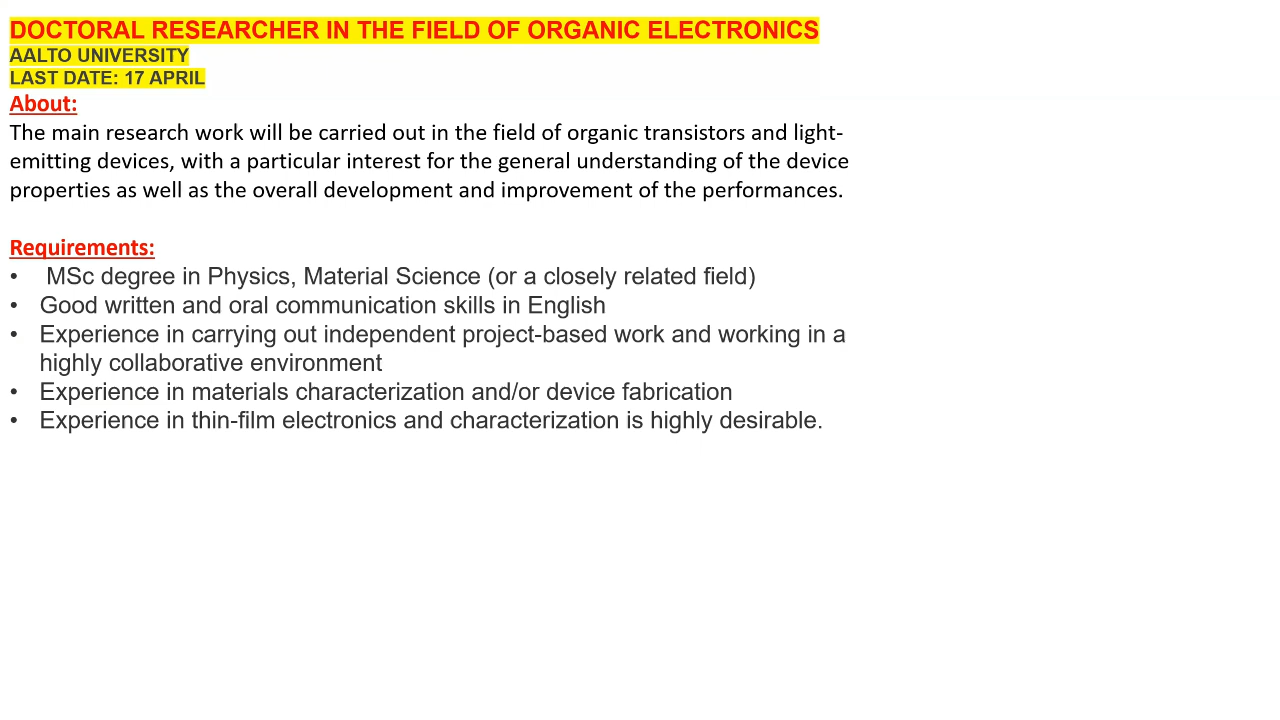 DOCTORAL RESEARCHER IN THE FIELD OF ORGANIC ELECTRONICS
AALTO UNIVERSITY
LAST DATE: 17 APRIL
About:
The main research work will be carried out in the field of organic transistors and light-
emitting devices, with a particular interest for the general understanding of the device
properties as well as the overall development and improvement of the performances.
Requirements:
• MSc degree in Physics, Material Science (or a closely related field)
• Good written and oral communication skills in English
• Experience in carrying out independent project-based work and working in a
highly collaborative environment
• Experience in materials characterization and/or device fabrication
• Experience in thin-film electronics and characterization is highly desirable.